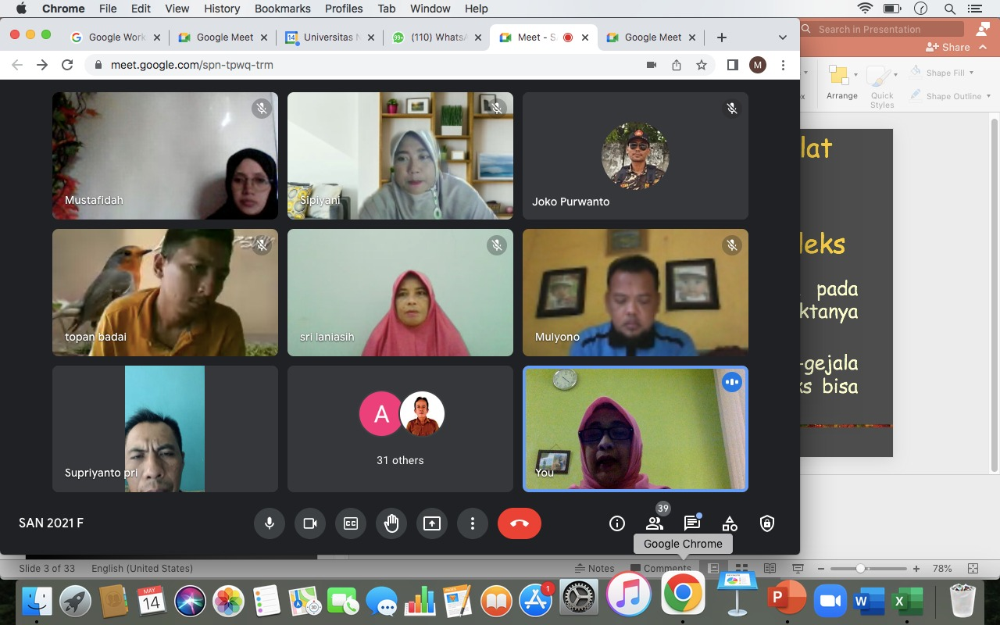 Chrome File Edit View History Bookmarks Profiles Tab Window Help
Google Work
Google Meet
14
Universitas N
99+
(110) WhatsA
Meet - S
Google Meet
Search in Presentation
Share
meet.google.com/spn-tpwq-trm
M
Arrange
Quick
Styles
Shape Fill
Shape Outline
Mustafidah
Sipiyani
Joko Purwanto
topan badai
sri laniasih
Mulyono
Supriyanto pri
A
31 others
You
lat
leks
pada
ktanya
-gejala
ks bisa
SAN 2021 F
39
Google Chrome
Slide 3 of 33
English (United States)
Notes
Comments
78%
MAY
14
1
P
W
X